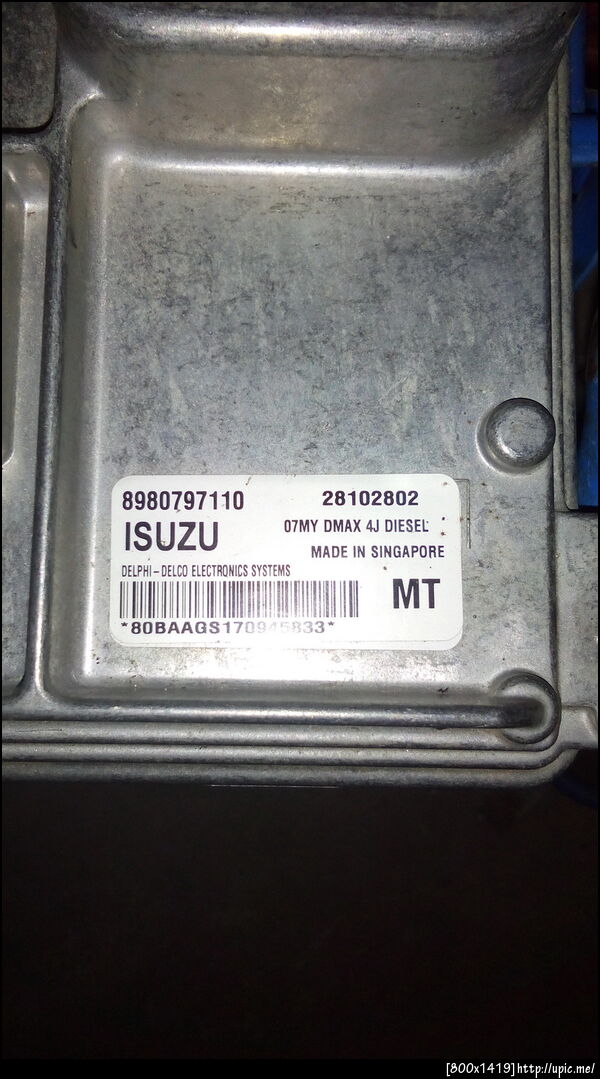 8980797110 28102802
ISUZU 07MY DMAX 4J DIESEL
MADE IN SINGAPORE
DELPHI-DELCO ELECTRONICS SYSTEMS
MT
*80BAAGS170945833*
[800x1419]http://upic.me/